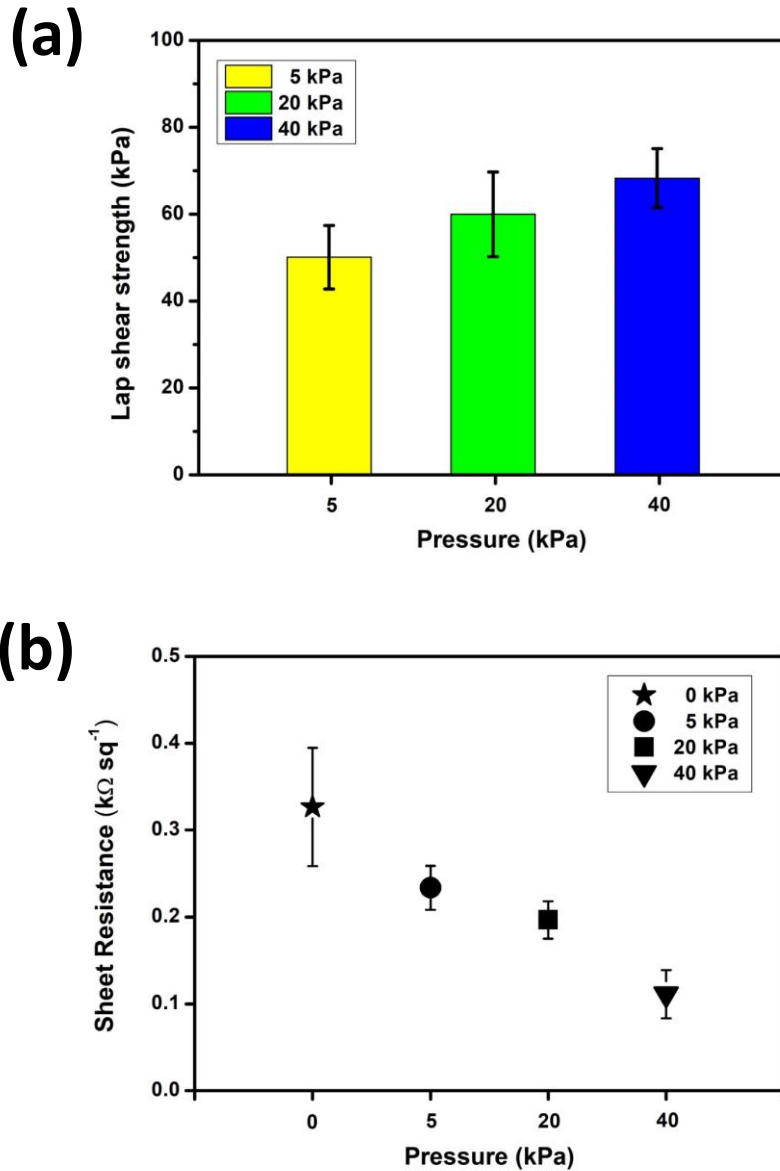 (a)
100
80
60
40
20
0
Lap shear strength (kPa)
5 kPa
20 kPa
40 kPa
5 20 40
Pressure (kPa)
(b)
0.5
0.4
0.3
0.2
0.1
0.0
Sheet Resistance (kΩ sq⁻¹)
0 kPa
5 kPa
20 kPa
40 kPa
0 5 20 40
Pressure (kPa)